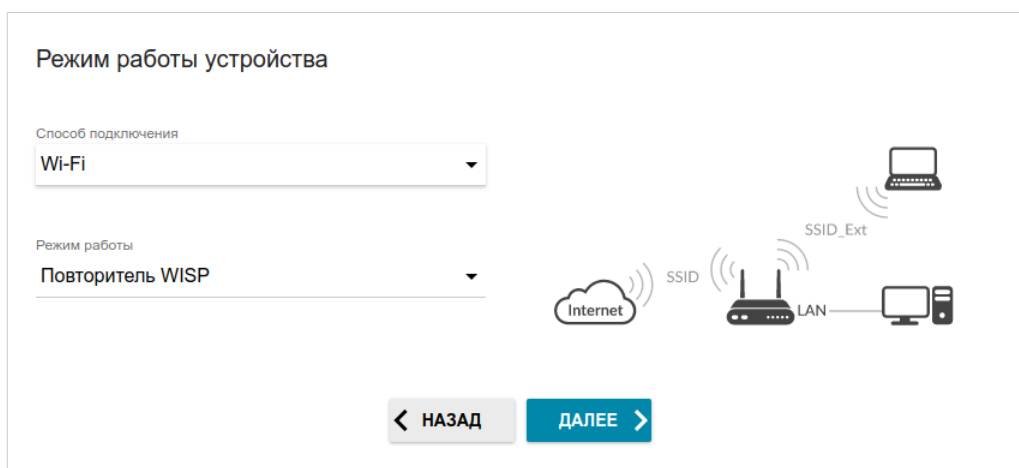 Режим работы устройства
Способ подключения
Wi-Fi
Режим работы
Повторитель WISP
SSID_Ext
SSID
Internet
LAN
НАЗАД
ДАЛЕЕ